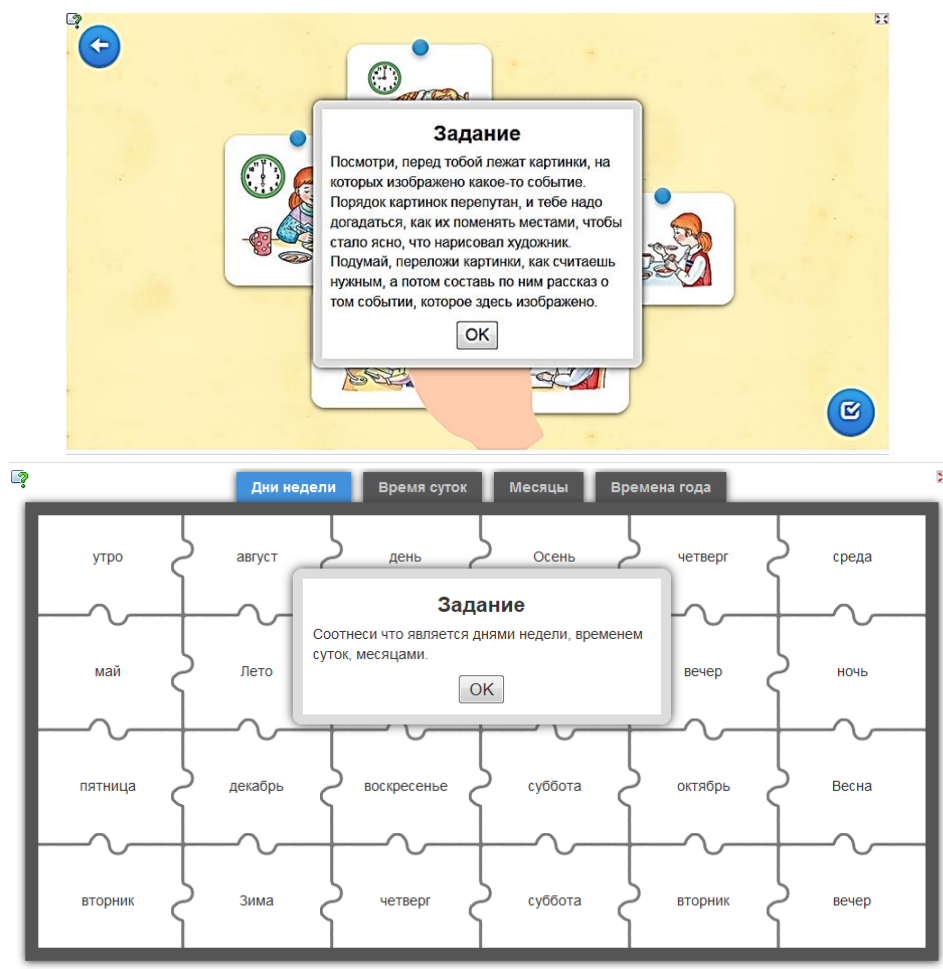 Задание
Посмотри, перед тобой лежат картинки, на
которых изображено какое-то событие.
Порядок картинок перепутан, и тебе надо
догадаться, как их поменять местами, чтобы
стало ясно, что нарисовал художник.
Подумай, переложи картинки, как считаешь
нужным, а потом составь по ним рассказ о
том событии, которое здесь изображено.
OK
Дни недели Время суток Месяцы Времена года
утро август день Осень четверг среда
Задание
Соотнеси что является днями недели, временем
суток, месяцами.
OK
май Лето вечер ночь
пятница декабрь воскресенье суббота октябрь Весна
вторник Зима четверг суббота вторник вечер